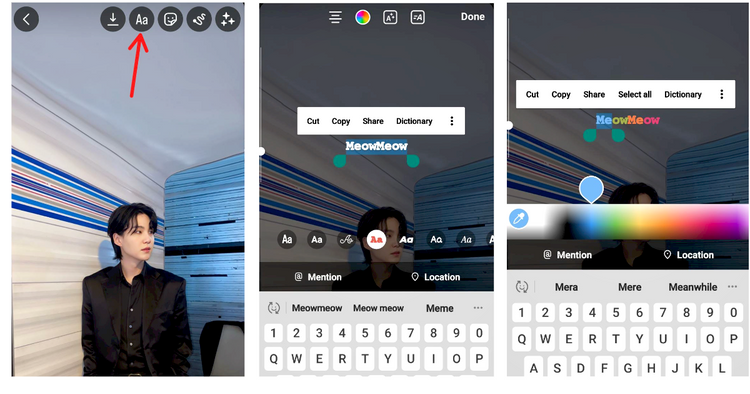 Aa
Done
A
=A
Cut Copy Share Dictionary
MeowMeow
Aa Aa Aa Aa Aa Aa Aa A
@ Mention Location
Meowmeow Meow meow Meme
1 2 3 4 5 6 7 8 9 0
Q W E R T Y U I O P
Cut Copy Share Select all Dictionary
MeowMeow
@ Mention Location
Mera Mere Meanwhile
1 2 3 4 5 6 7 8 9 0
Q W E R T Y U I O P
A S D F G H J K L